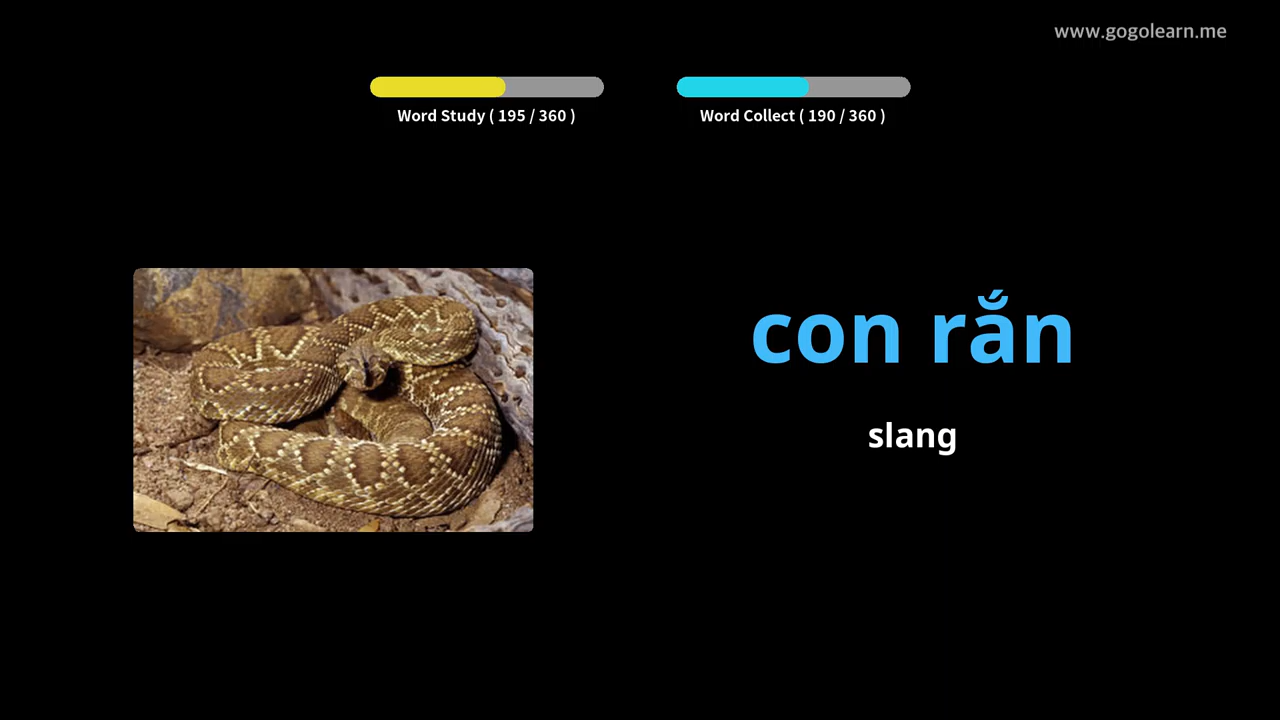 www.gogolearn.me
Word Study ( 195 / 360 )
Word Collect ( 190 / 360 )
con rắn
slang